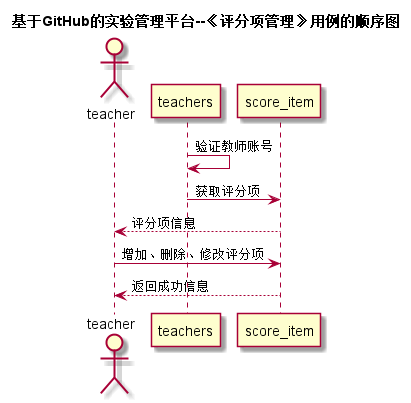 基于GitHub的实验管理平台--《评分项管理》用例的顺序图
teacher
teachers
score_item
验证教师账号
获取评分项
评分项信息
增加、删除、修改评分项
返回成功信息
teacher
teachers
score_item